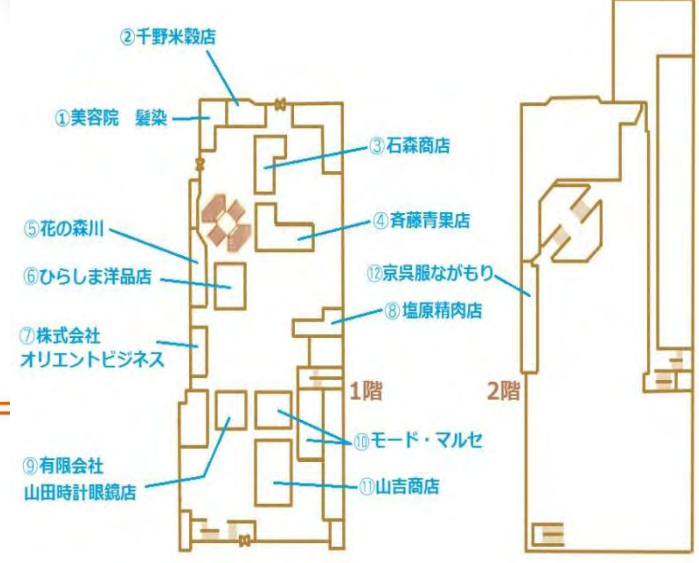 ②千野米穀店
①美容院 髪染
③石森商店
④斉藤青果店
⑤花の森川
⑥ひらしま洋品店
⑫京呉服ながもり
⑧塩原精肉店
⑦株式会社
オリエントビジネス
1階
2階
⑩モード・マルセ
⑨有限会社
山田時計眼鏡店
⑪山吉商店